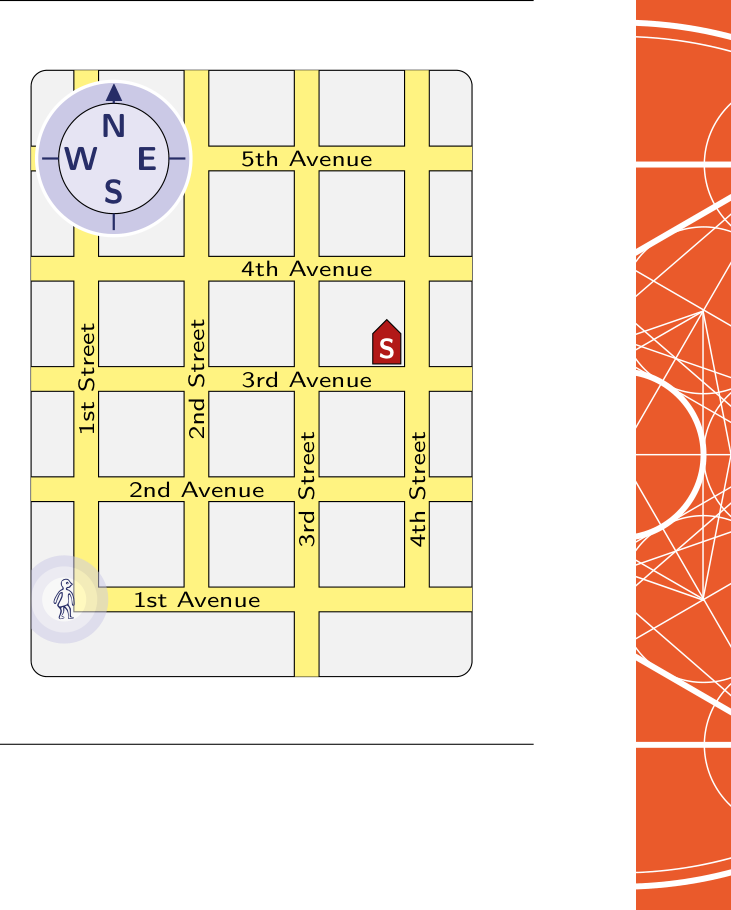 N
W E
S
5th Avenue
4th Avenue
S
1st Street
2nd Street
3rd Avenue
3rd Street
4th Street
2nd Avenue
1st Avenue